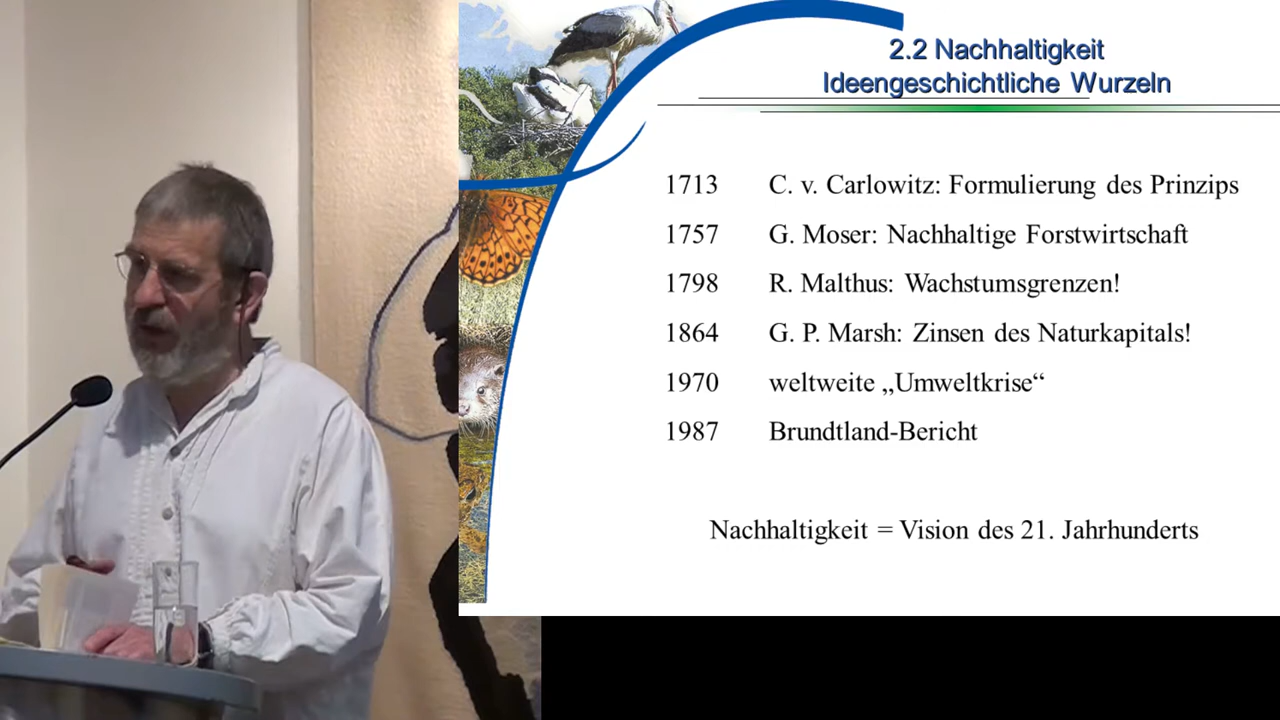 2.2 Nachhaltigkeit
Ideengeschichtliche Wurzeln
1713 C. v. Carlowitz: Formulierung des Prinzips
1757 G. Moser: Nachhaltige Forstwirtschaft
1798 R. Malthus: Wachstumsgrenzen!
1864 G. P. Marsh: Zinsen des Naturkapitals!
1970 weltweite „Umweltkrise“
1987 Brundtland-Bericht
Nachhaltigkeit = Vision des 21. Jahrhunderts